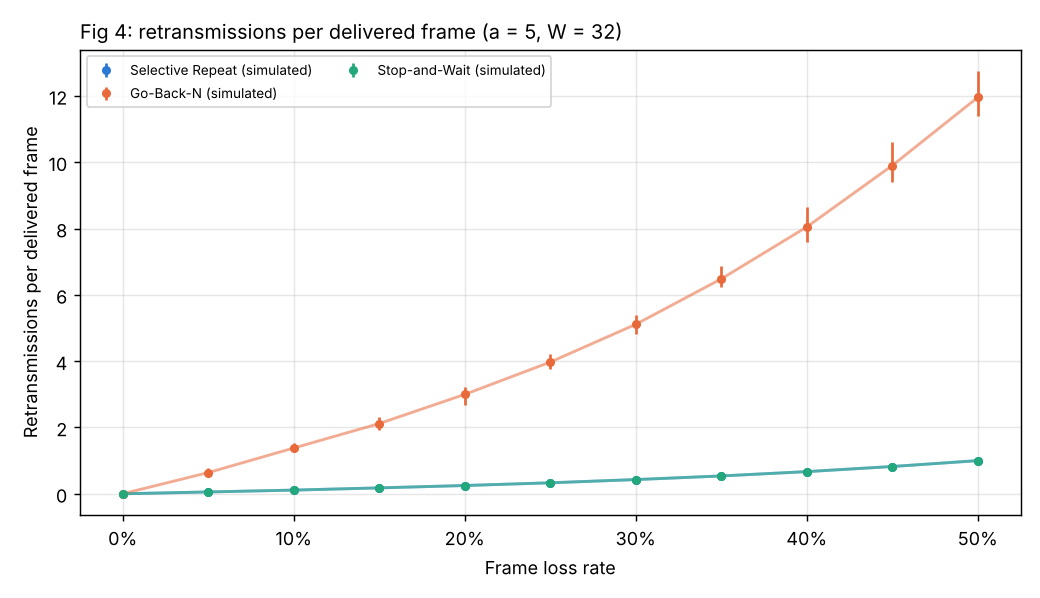 Fig 4: retransmissions per delivered frame (a = 5, W = 32)
Selective Repeat (simulated)
Stop-and-Wait (simulated)
Go-Back-N (simulated)
Retransmissions per delivered frame
12
10
8
6
4
2
0
0%
10%
20%
30%
40%
50%
Frame loss rate